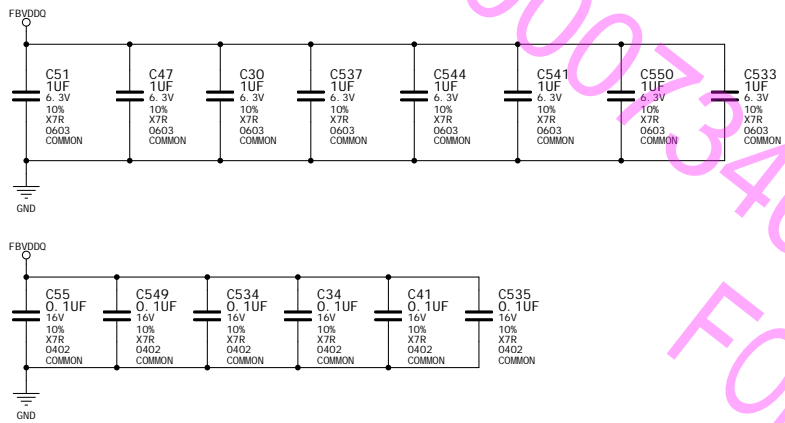 FBVDDQ
C51
1UF
6.3V
10%
X7R
0603
COMMON
C47
1UF
6.3V
10%
X7R
0603
COMMON
C30
1UF
6.3V
10%
X7R
0603
COMMON
C537
1UF
6.3V
10%
X7R
0603
COMMON
C544
1UF
6.3V
10%
X7R
0603
COMMON
C541
1UF
6.3V
10%
X7R
0603
COMMON
C550
1UF
6.3V
10%
X7R
0603
COMMON
C533
1UF
6.3V
10%
X7R
0603
COMMON
GND
FBVDDQ
C55
0.1UF
16V
10%
X7R
0402
COMMON
C549
0.1UF
16V
10%
X7R
0402
COMMON
C534
0.1UF
16V
10%
X7R
0402
COMMON
C34
0.1UF
16V
10%
X7R
0402
COMMON
C41
0.1UF
16V
10%
X7R
0402
COMMON
C535
0.1UF
16V
10%
X7R
0402
COMMON
GND